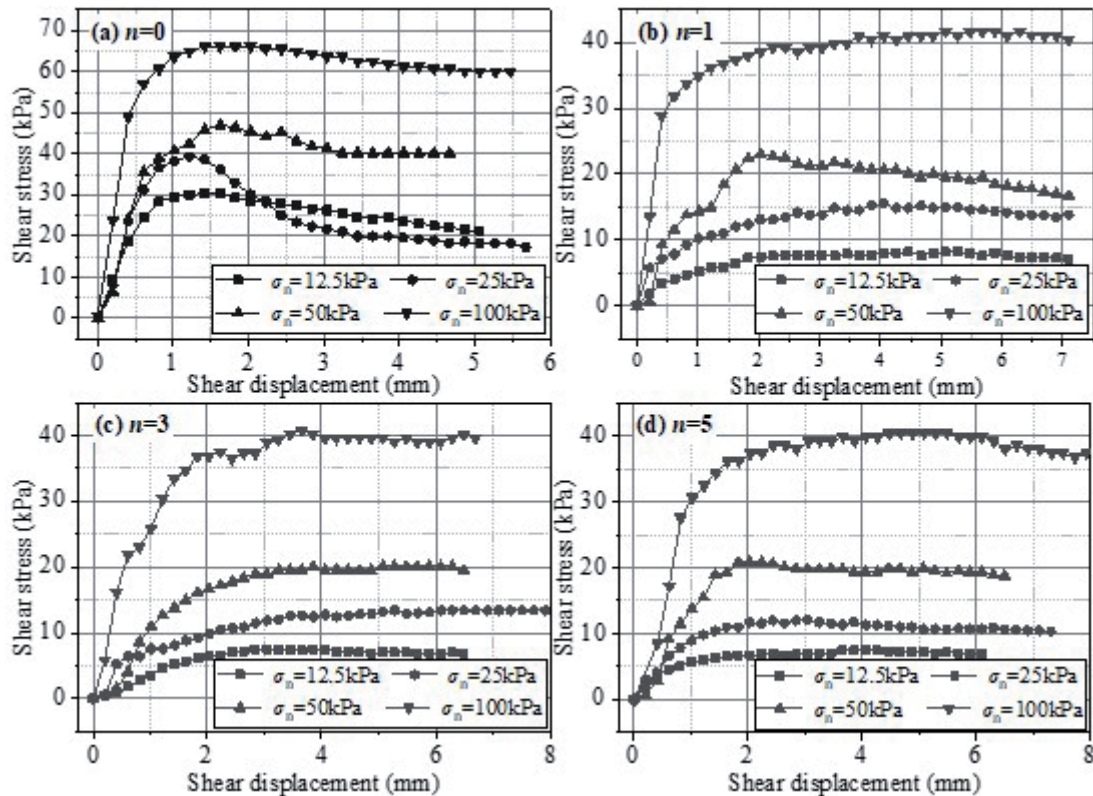 (a) n=0
Shear stress (kPa)
70
60
50
40
30
20
10
0
σn=12.5kPa σn=25kPa
σn=50kPa σn=100kPa
0 1 2 3 4 5 6
Shear displacement (mm)
(b) n=1
Shear stress (kPa)
40
30
20
10
0
σn=12.5kPa σn=25kPa
σn=50kPa σn=100kPa
0 1 2 3 4 5 6 7
Shear displacement (mm)
(c) n=3
Shear stress (kPa)
40
30
20
10
0
σn=12.5kPa σn=25kPa
σn=50kPa σn=100kPa
0 2 4 6 8
Shear displacement (mm)
(d) n=5
Shear stress (kPa)
40
30
20
10
0
σn=12.5kPa σn=25kPa
σn=50kPa σn=100kPa
0 2 4 6 8
Shear displacement (mm)